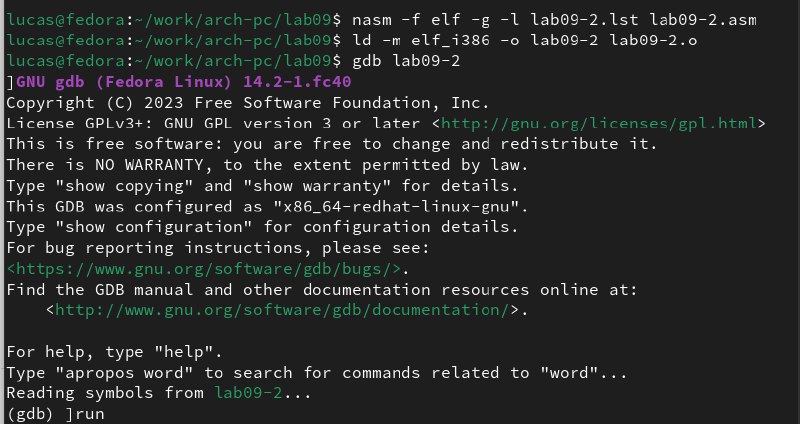 lucas@fedora:~/work/arch-pc/lab09$ nasm -f elf -g -l lab09-2.lst lab09-2.asm
lucas@fedora:~/work/arch-pc/lab09$ ld -m elf_i386 -o lab09-2 lab09-2.o
lucas@fedora:~/work/arch-pc/lab09$ gdb lab09-2
]GNU gdb (Fedora Linux) 14.2-1.fc40
Copyright (C) 2023 Free Software Foundation, Inc.
License GPLv3+: GNU GPL version 3 or later <http://gnu.org/licenses/gpl.html>
This is free software: you are free to change and redistribute it.
There is NO WARRANTY, to the extent permitted by law.
Type "show copying" and "show warranty" for details.
This GDB was configured as "x86_64-redhat-linux-gnu".
Type "show configuration" for configuration details.
For bug reporting instructions, please see:
<https://www.gnu.org/software/gdb/bugs/>.
Find the GDB manual and other documentation resources online at:
    <http://www.gnu.org/software/gdb/documentation/>.

For help, type "help".
Type "apropos word" to search for commands related to "word"...
Reading symbols from lab09-2...
(gdb) ]run